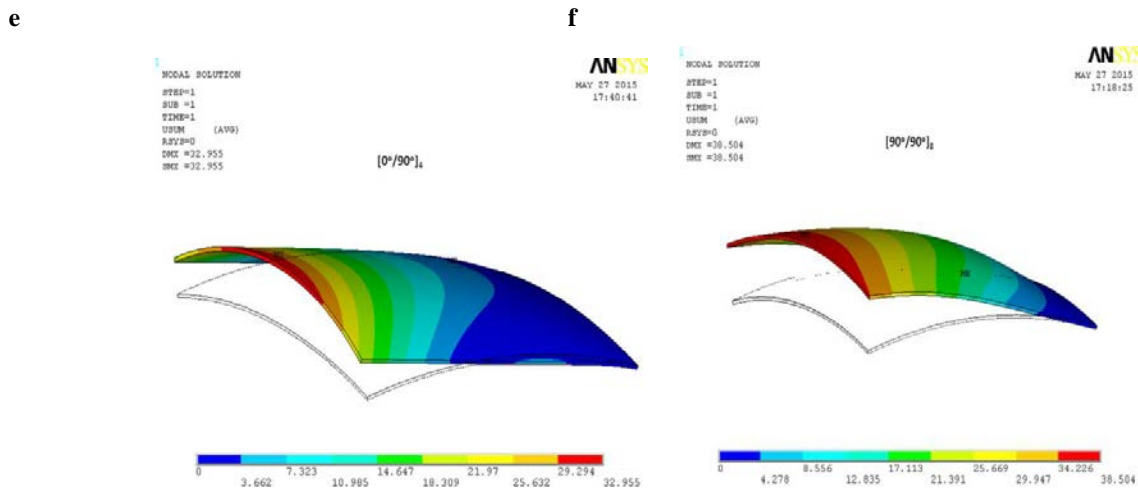 e
f
1
NODAL SOLUTION
STEP=1
SUB =1
TIME=1
USUM (AVG)
RSYS=0
DMX =32.955
SMX =32.955
ANSYS
MAY 27 2015
17:40:41
[0°/90°]₄
0 7.323 14.647 21.97 29.294
3.662 10.985 18.309 25.632 32.955
1
NODAL SOLUTION
STEP=1
SUB =1
TIME=1
USUM (AVG)
RSYS=0
DMX =38.504
SMX =38.504
ANSYS
MAY 27 2015
17:18:25
[90°/90°]₈
MX
0 8.556 17.113 25.669 34.226
4.278 12.835 21.391 29.947 38.504